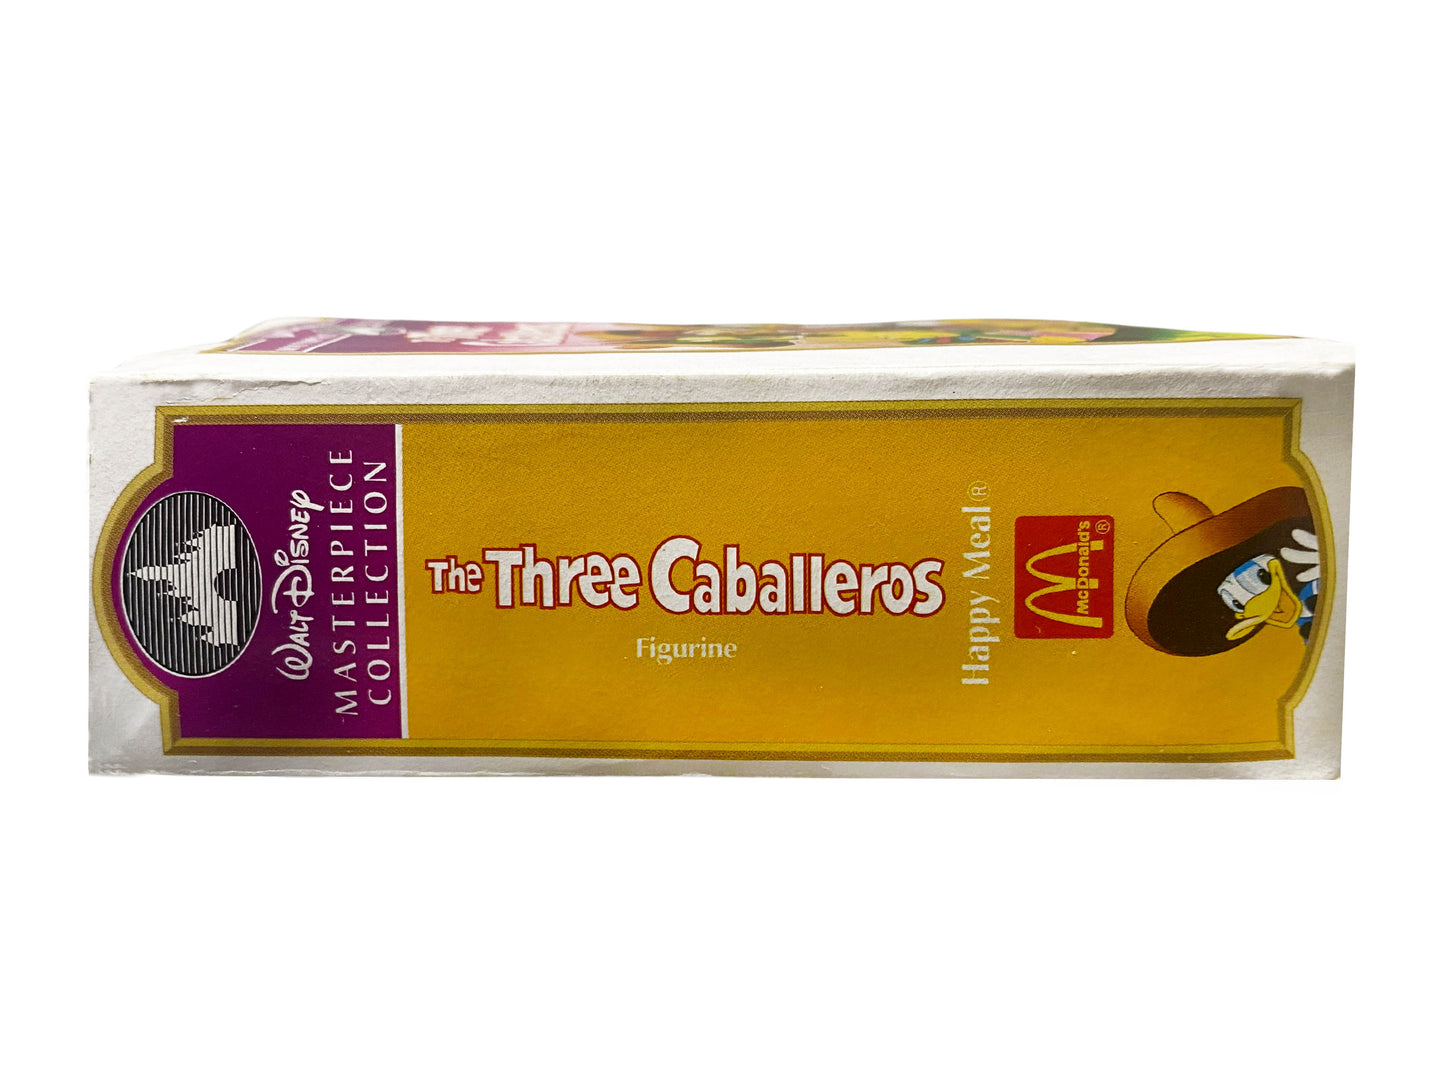 WALT DISNEY
MASTERPIECE
COLLECTION
The Three Caballeros
Figurine
Happy Meal®
McDonald's
®